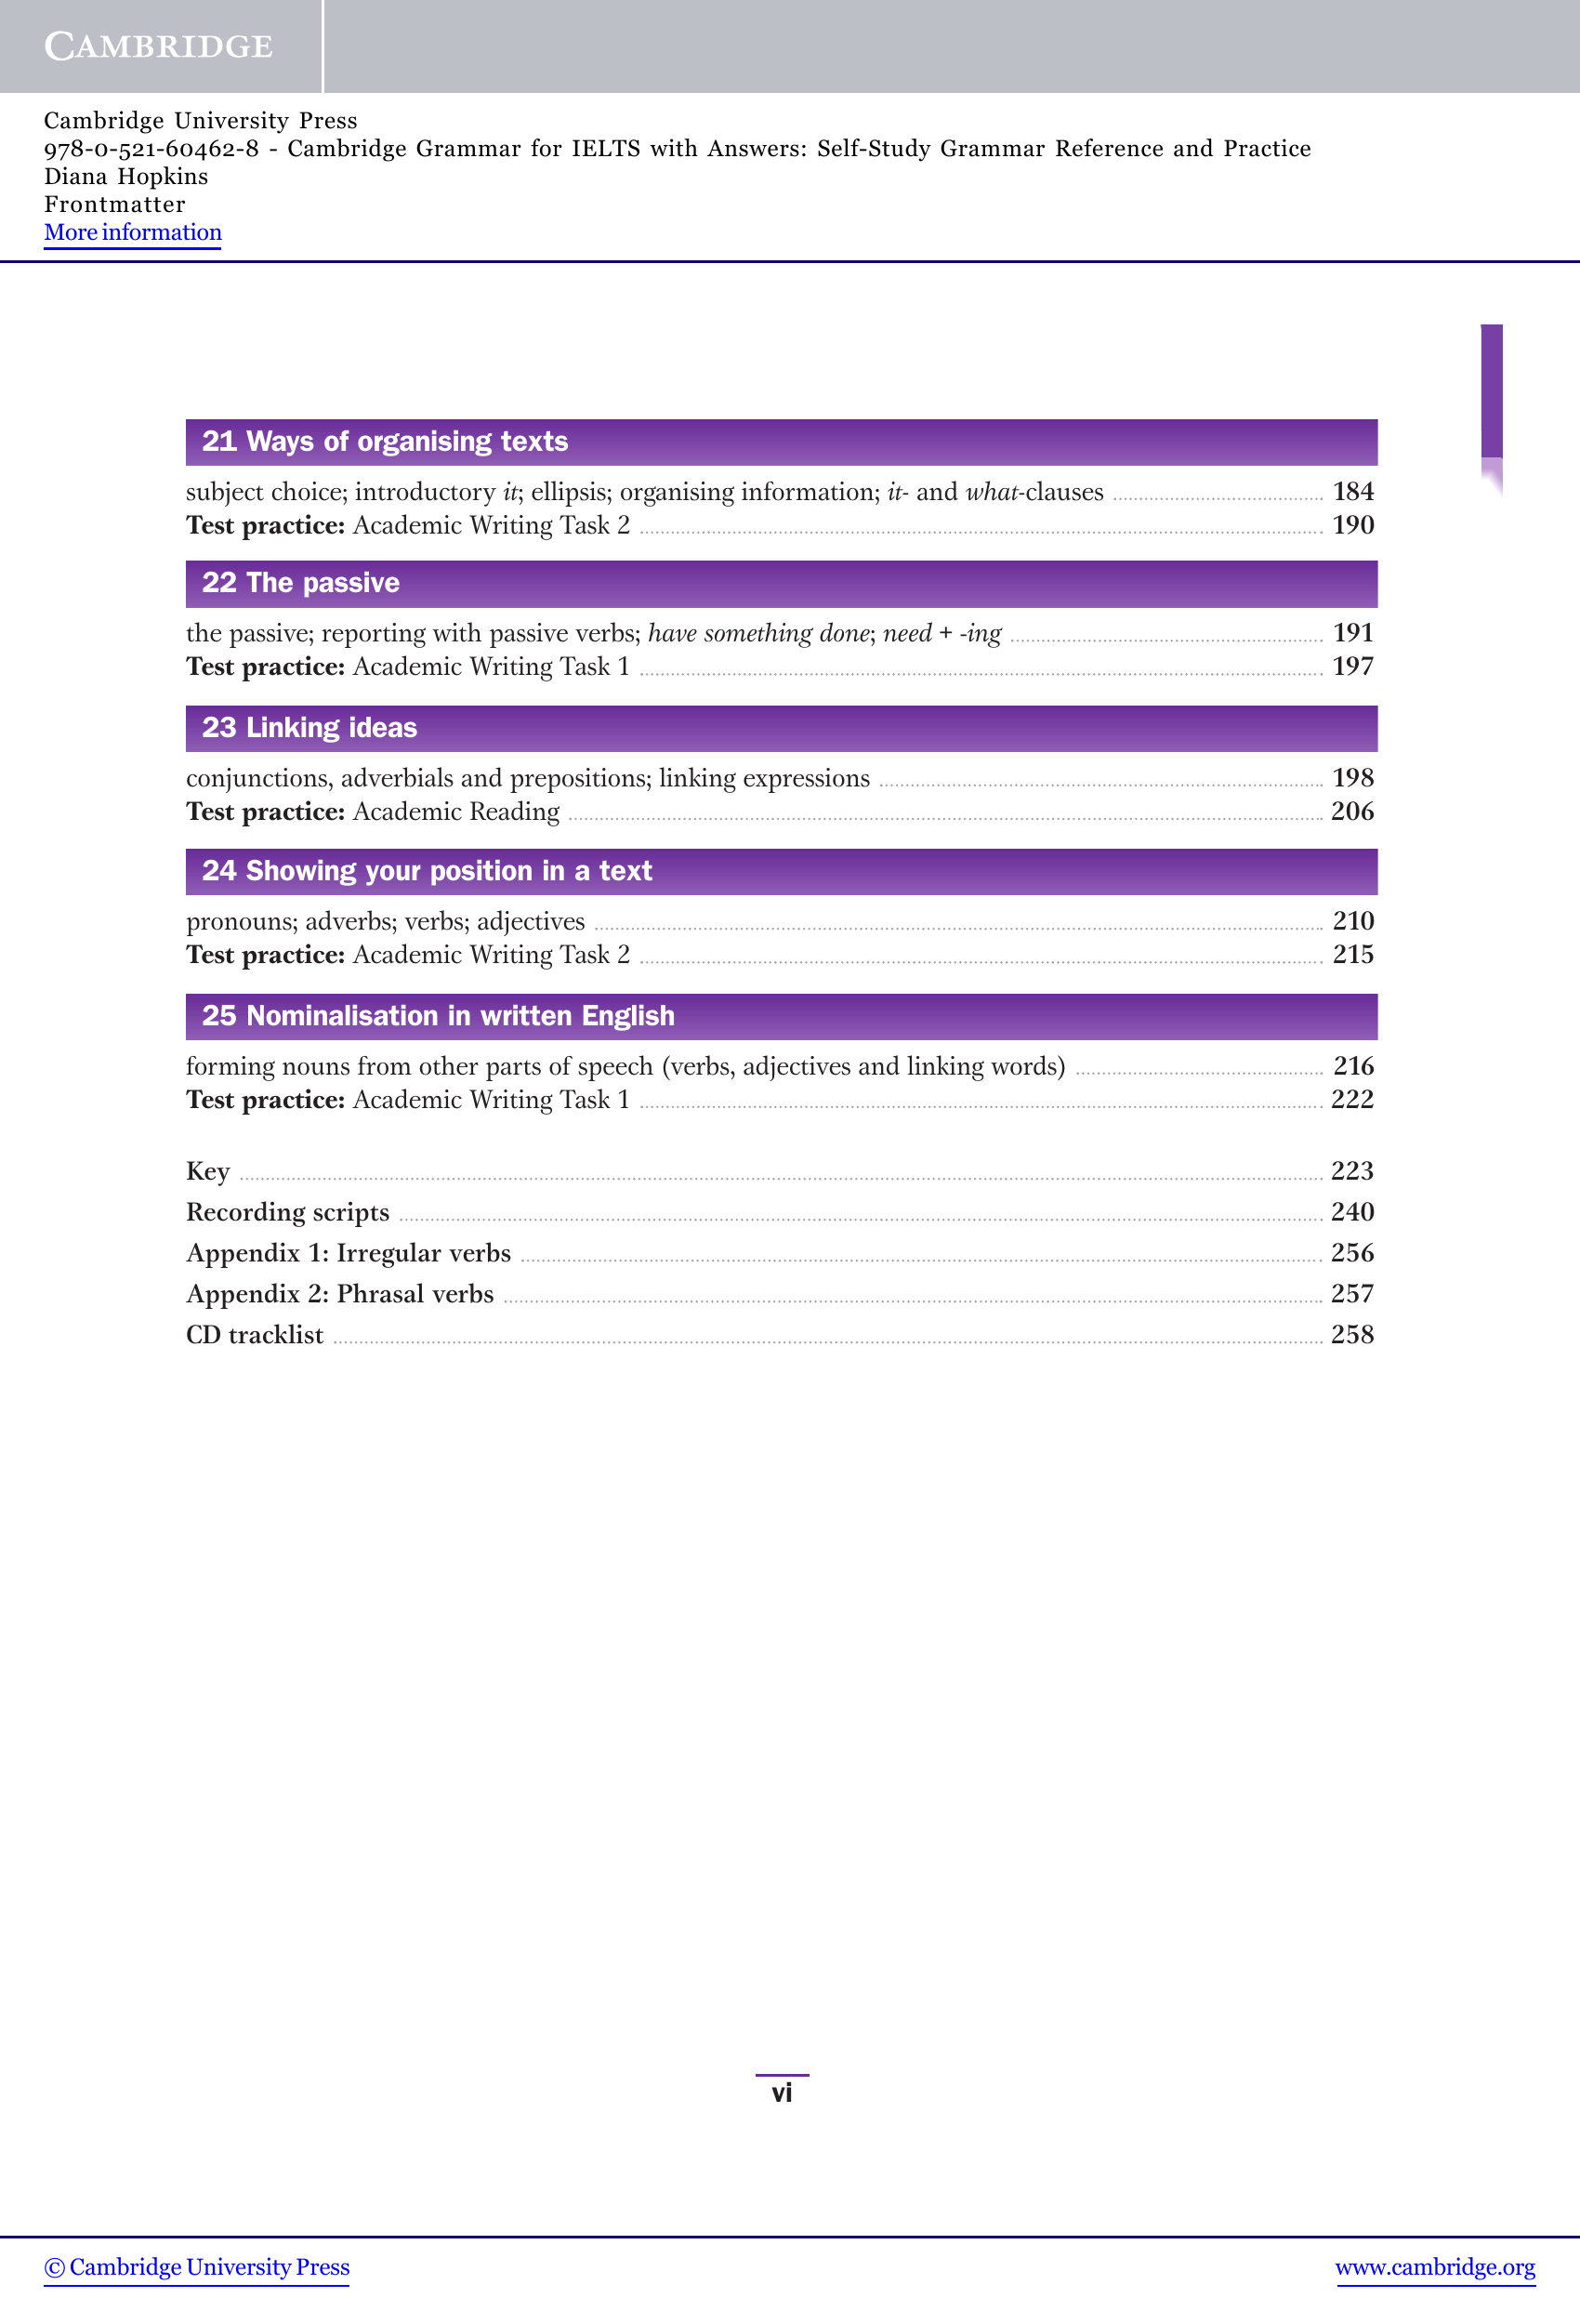 CAMBRIDGE
Cambridge University Press
978-0-521-60462-8 - Cambridge Grammar for IELTS with Answers: Self-Study Grammar Reference and Practice
Diana Hopkins
Frontmatter
More information
21 Ways of organising texts
subject choice; introductory it; ellipsis; organising information; it- and what-clauses 184
Test practice: Academic Writing Task 2 190
22 The passive
the passive; reporting with passive verbs; have something done; need + -ing 191
Test practice: Academic Writing Task 1 197
23 Linking ideas
conjunctions, adverbials and prepositions; linking expressions 198
Test practice: Academic Reading 206
24 Showing your position in a text
pronouns; adverbs; verbs; adjectives 210
Test practice: Academic Writing Task 2 215
25 Nominalisation in written English
forming nouns from other parts of speech (verbs, adjectives and linking words) 216
Test practice: Academic Writing Task 1 222
Key 223
Recording scripts 240
Appendix 1: Irregular verbs 256
Appendix 2: Phrasal verbs 257
CD tracklist 258
vi
© Cambridge University Press
www.cambridge.org